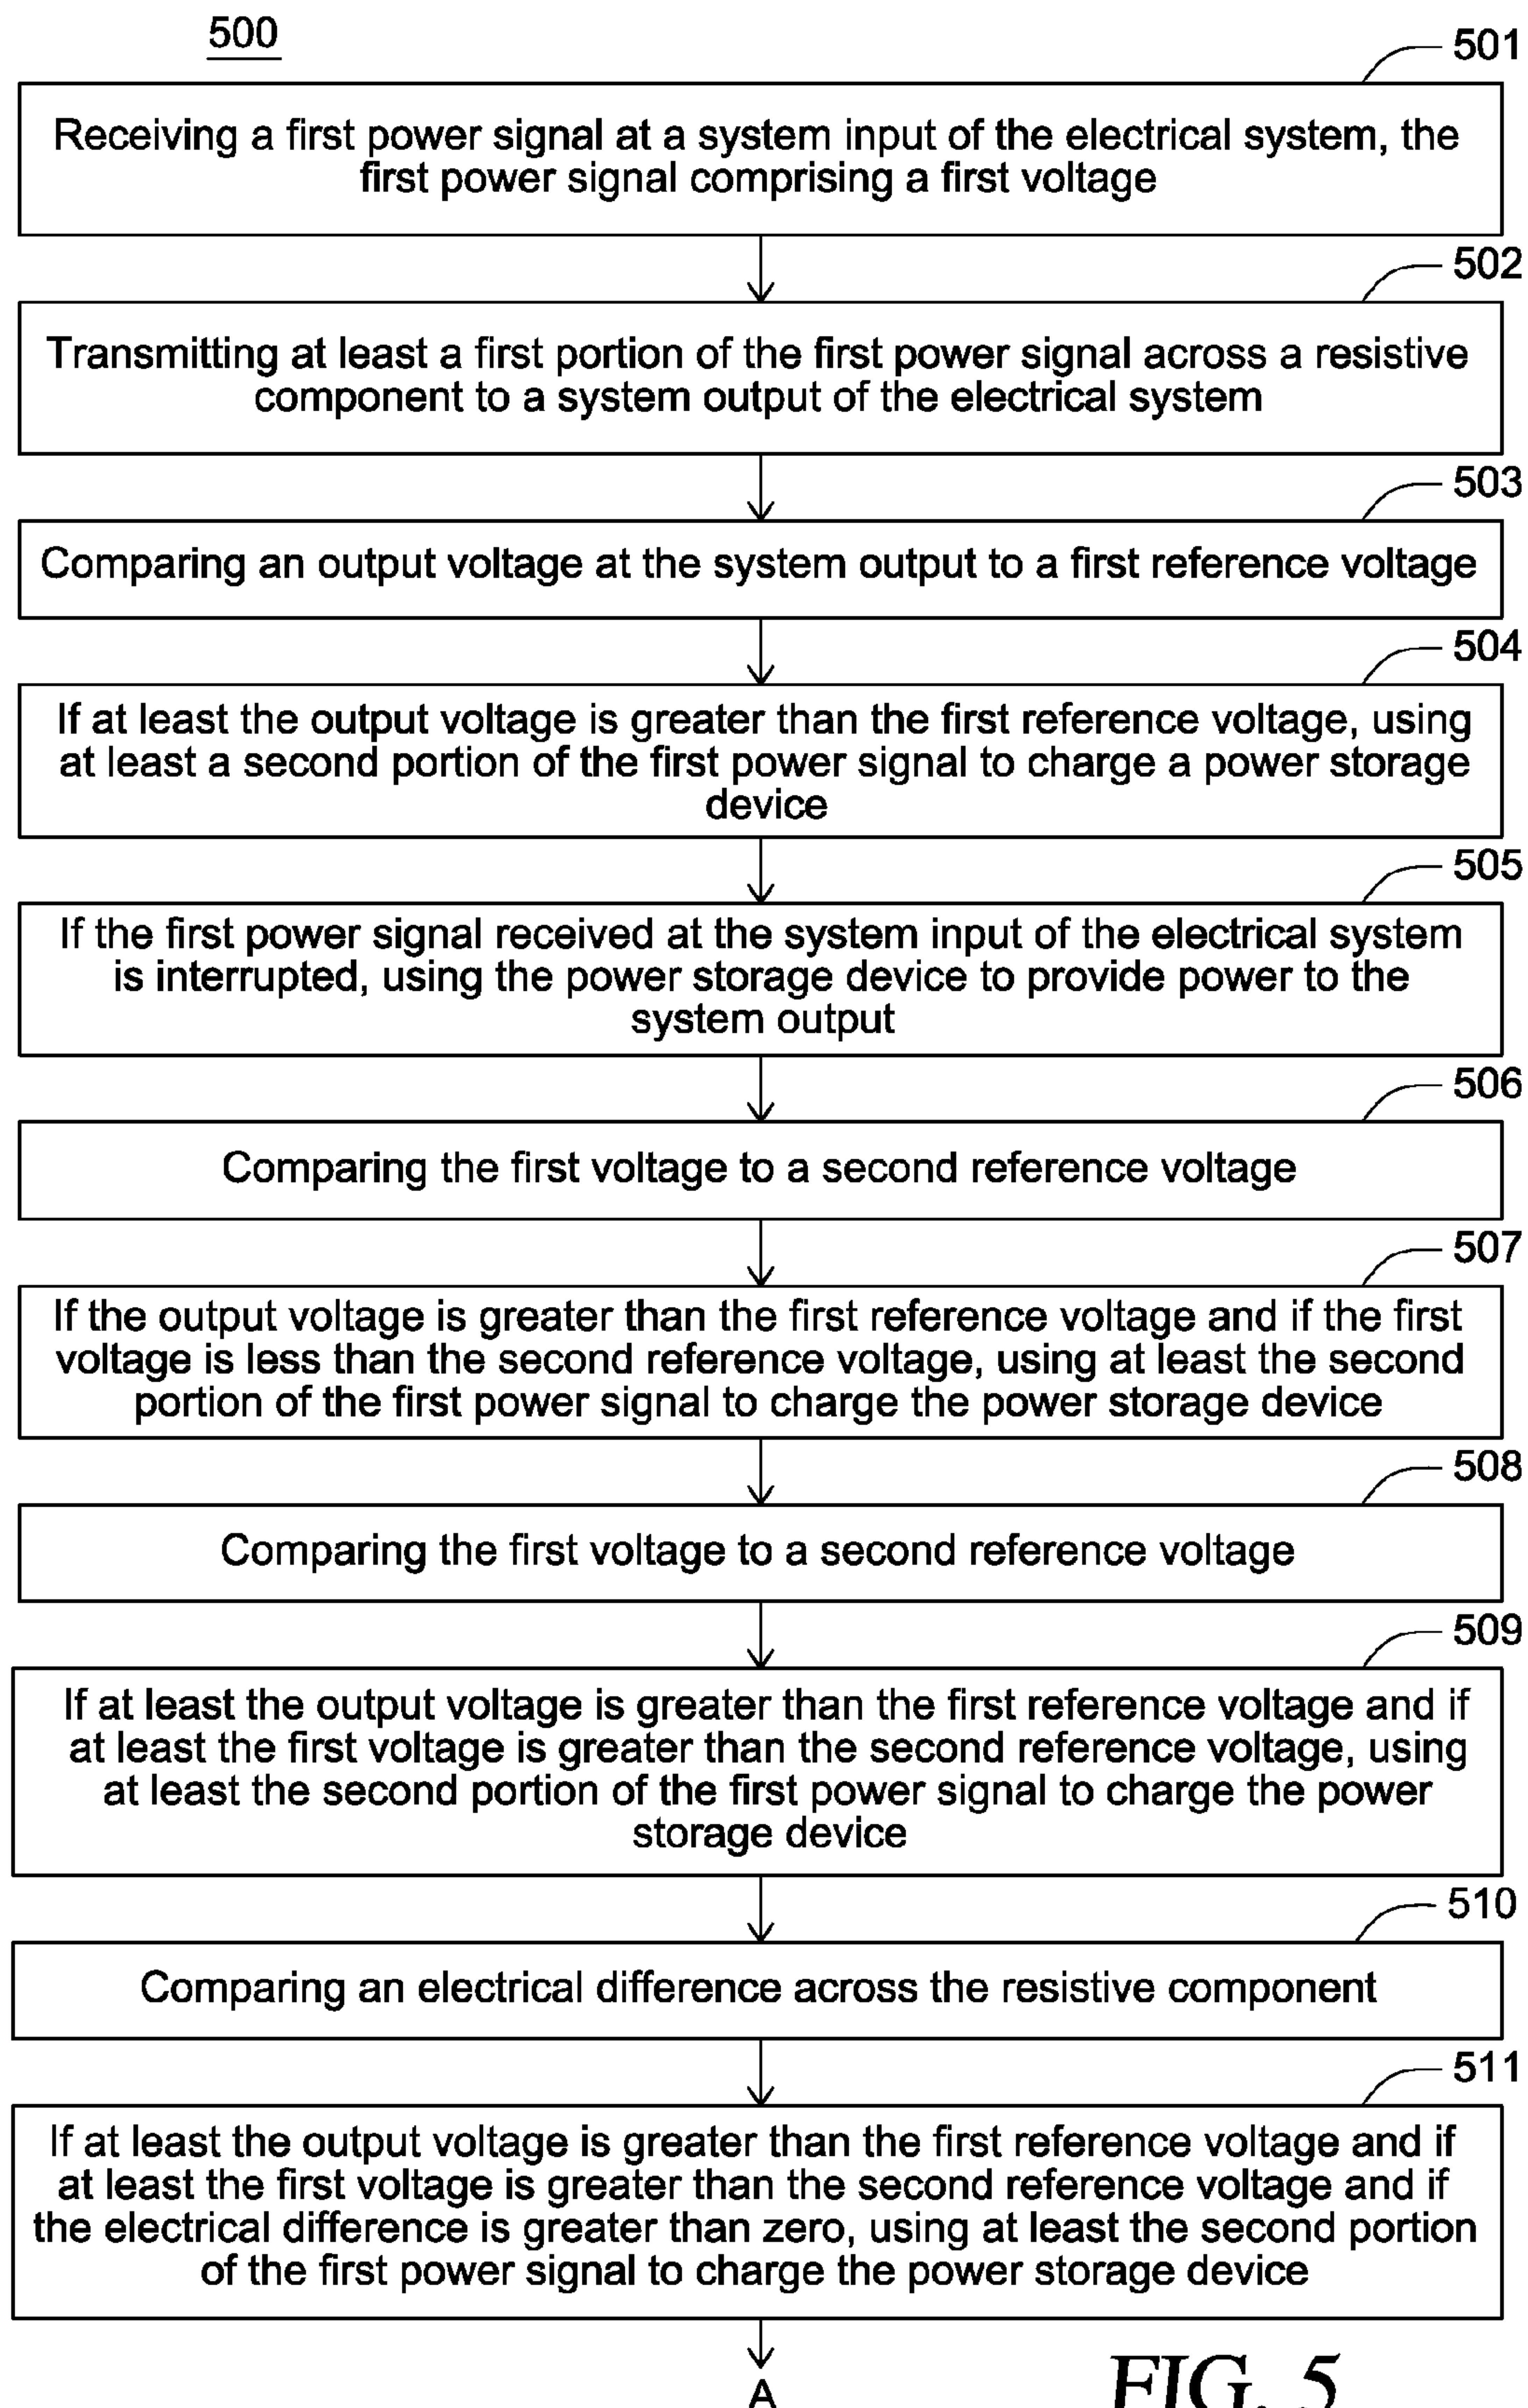 500
501
Receiving a first power signal at a system input of the electrical system, the
first power signal comprising a first voltage
502
Transmitting at least a first portion of the first power signal across a resistive
component to a system output of the electrical system
503
Comparing an output voltage at the system output to a first reference voltage
504
If at least the output voltage is greater than the first reference voltage, using
at least a second portion of the first power signal to charge a power storage
device
505
If the first power signal received at the system input of the electrical system
is interrupted, using the power storage device to provide power to the
system output
506
Comparing the first voltage to a second reference voltage
507
If the output voltage is greater than the first reference voltage and if the first
voltage is less than the second reference voltage, using at least the second
portion of the first power signal to charge the power storage device
508
Comparing the first voltage to a second reference voltage
509
If at least the output voltage is greater than the first reference voltage and if
at least the first voltage is greater than the second reference voltage, using
at least the second portion of the first power signal to charge the power
storage device
510
Comparing an electrical difference across the resistive component
511
If at least the output voltage is greater than the first reference voltage and if
at least the first voltage is greater than the second reference voltage and if
the electrical difference is greater than zero, using at least the second portion
of the first power signal to charge the power storage device
A
FIG. 5